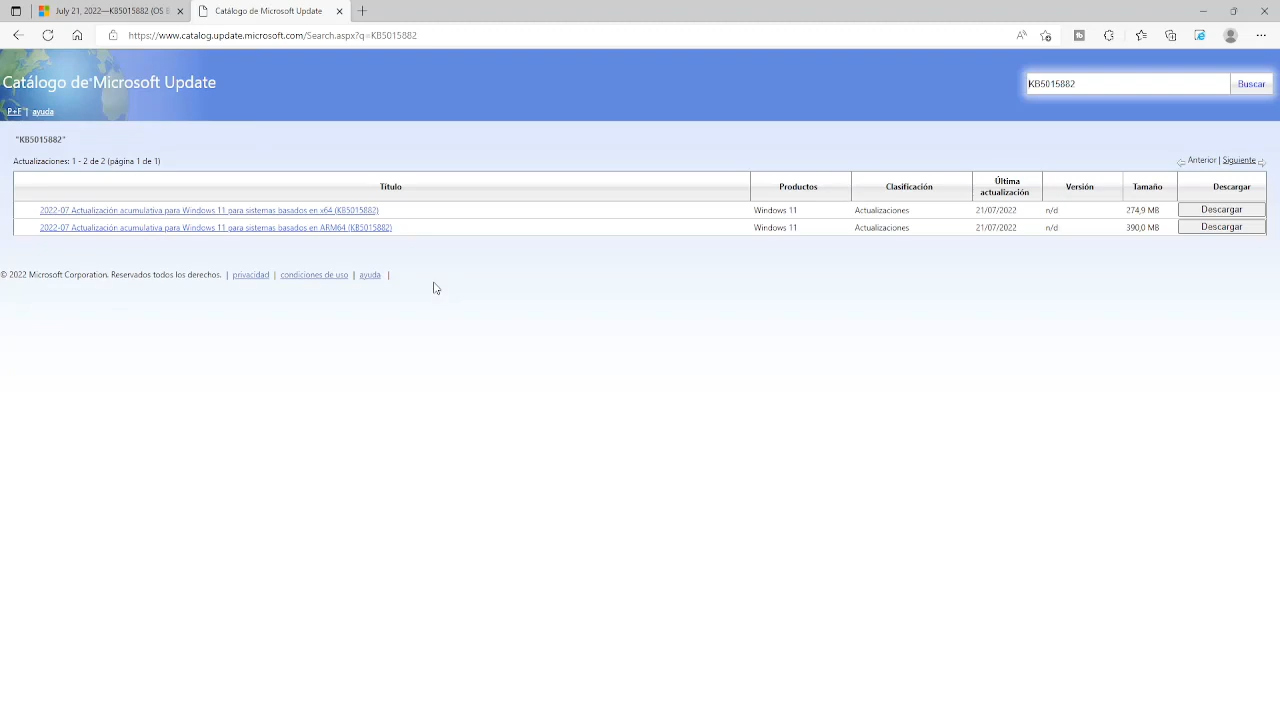 July 21, 2022—KB5015882 (OS
Catálogo de Microsoft Update
https://www.catalog.update.microsoft.com/Search.aspx?q=KB5015882
Catálogo de Microsoft Update
KB5015882
Buscar
P+F | ayuda
"KB5015882"
Actualizaciones: 1 - 2 de 2 (página 1 de 1)
Anterior | Siguiente
Título Productos Clasificación Última actualización Versión Tamaño Descargar
2022-07 Actualización acumulativa para Windows 11 para sistemas basados en x64 (KB5015882) Windows 11 Actualizaciones 21/07/2022 n/d 274,9 MB Descargar
2022-07 Actualización acumulativa para Windows 11 para sistemas basados en ARM64 (KB5015882) Windows 11 Actualizaciones 21/07/2022 n/d 390,0 MB Descargar
© 2022 Microsoft Corporation. Reservados todos los derechos. | privacidad | condiciones de uso | ayuda |